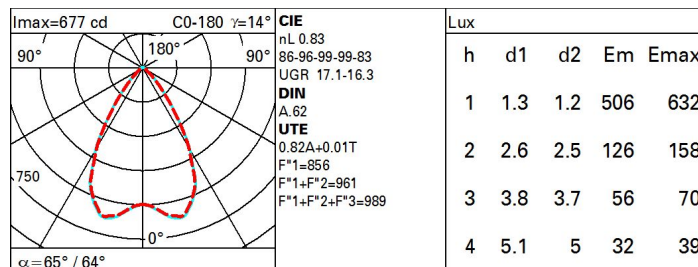 Imax=677 cd C0-180 γ=14°
90° 180° 90°
750
0°
α=65° / 64°
CIE
nL 0.83
86-96-99-99-83
UGR 17.1-16.3
DIN
A.62
UTE
0.82A+0.01T
F"1=856
F"1+F"2=961
F"1+F"2+F"3=989
Lux
h d1 d2 Em Emax
1 1.3 1.2 506 632
2 2.6 2.5 126 158
3 3.8 3.7 56 70
4 5.1 5 32 39